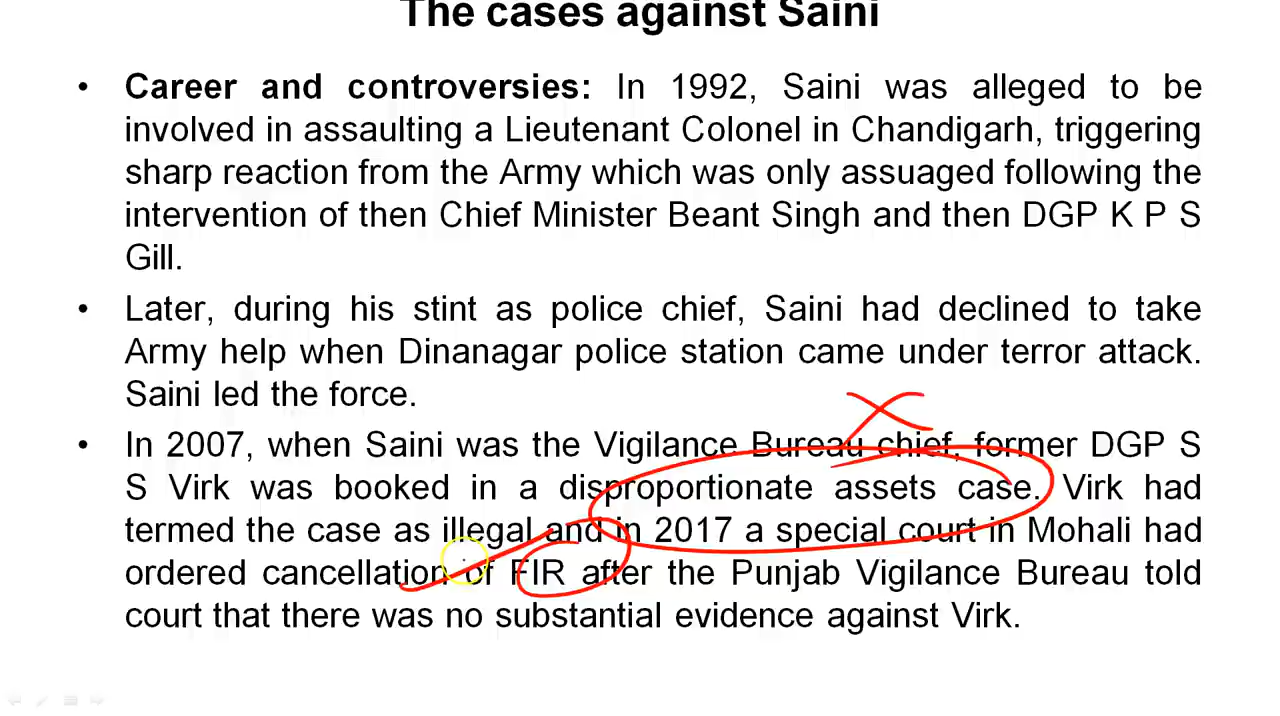 The cases against Saini
• Career and controversies: In 1992, Saini was alleged to be
involved in assaulting a Lieutenant Colonel in Chandigarh, triggering
sharp reaction from the Army which was only assuaged following the
intervention of then Chief Minister Beant Singh and then DGP K P S
Gill.
• Later, during his stint as police chief, Saini had declined to take
Army help when Dinanagar police station came under terror attack.
Saini led the force.
• In 2007, when Saini was the Vigilance Bureau chief, former DGP S
S Virk was booked in a disproportionate assets case. Virk had
termed the case as illegal and in 2017 a special court in Mohali had
ordered cancellation of FIR after the Punjab Vigilance Bureau told
court that there was no substantial evidence against Virk.